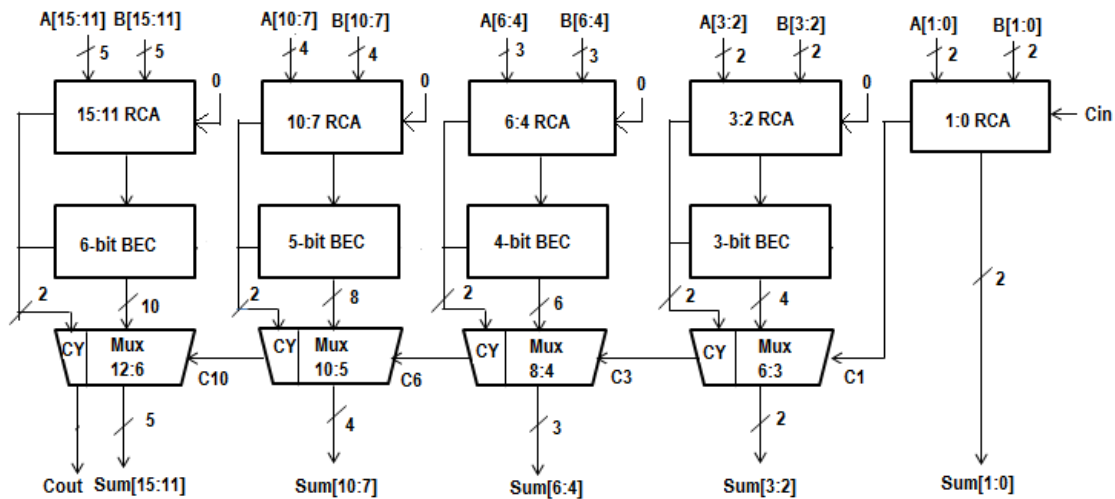 A[15:11] B[15:11] A[10:7] B[10:7] A[6:4] B[6:4] A[3:2] B[3:2] A[1:0] B[1:0]
5 5 4 4 3 3 2 2 2 2
0 0 0 0
15:11 RCA 10:7 RCA 6:4 RCA 3:2 RCA 1:0 RCA Cin
6-bit BEC 5-bit BEC 4-bit BEC 3-bit BEC
2 10 2 8 2 6 2 4 2
CY Mux CY Mux CY Mux CY Mux
12:6 C10 10:5 C6 8:4 C3 6:3 C1
5 4 3 2
Cout Sum[15:11] Sum[10:7] Sum[6:4] Sum[3:2] Sum[1:0]